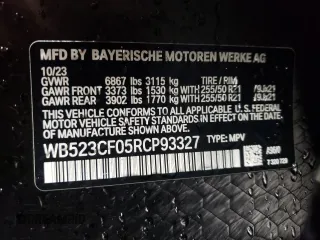 MFD BY BAYERISCHE MOTOREN WERKE AG
10/23
GVWR 6867 lbs 3115 kg TIRE / RIM
GAWR FRONT 3373 lbs 1530 kg 255/50 R21 /9Jx21
GAWR REAR 3902 lbs 1770 kg 255/50 R21 /9Jx21
THIS VEHICLE CONFORMS TO ALL APPLICABLE
FEDERAL MOTOR VEHICLE SAFETY STANDARDS
IN EFFECT ON THE DATE OF MANUFACTURE SHOWN ABOVE.
WB523CF05RCP93327 TYPE: MPV